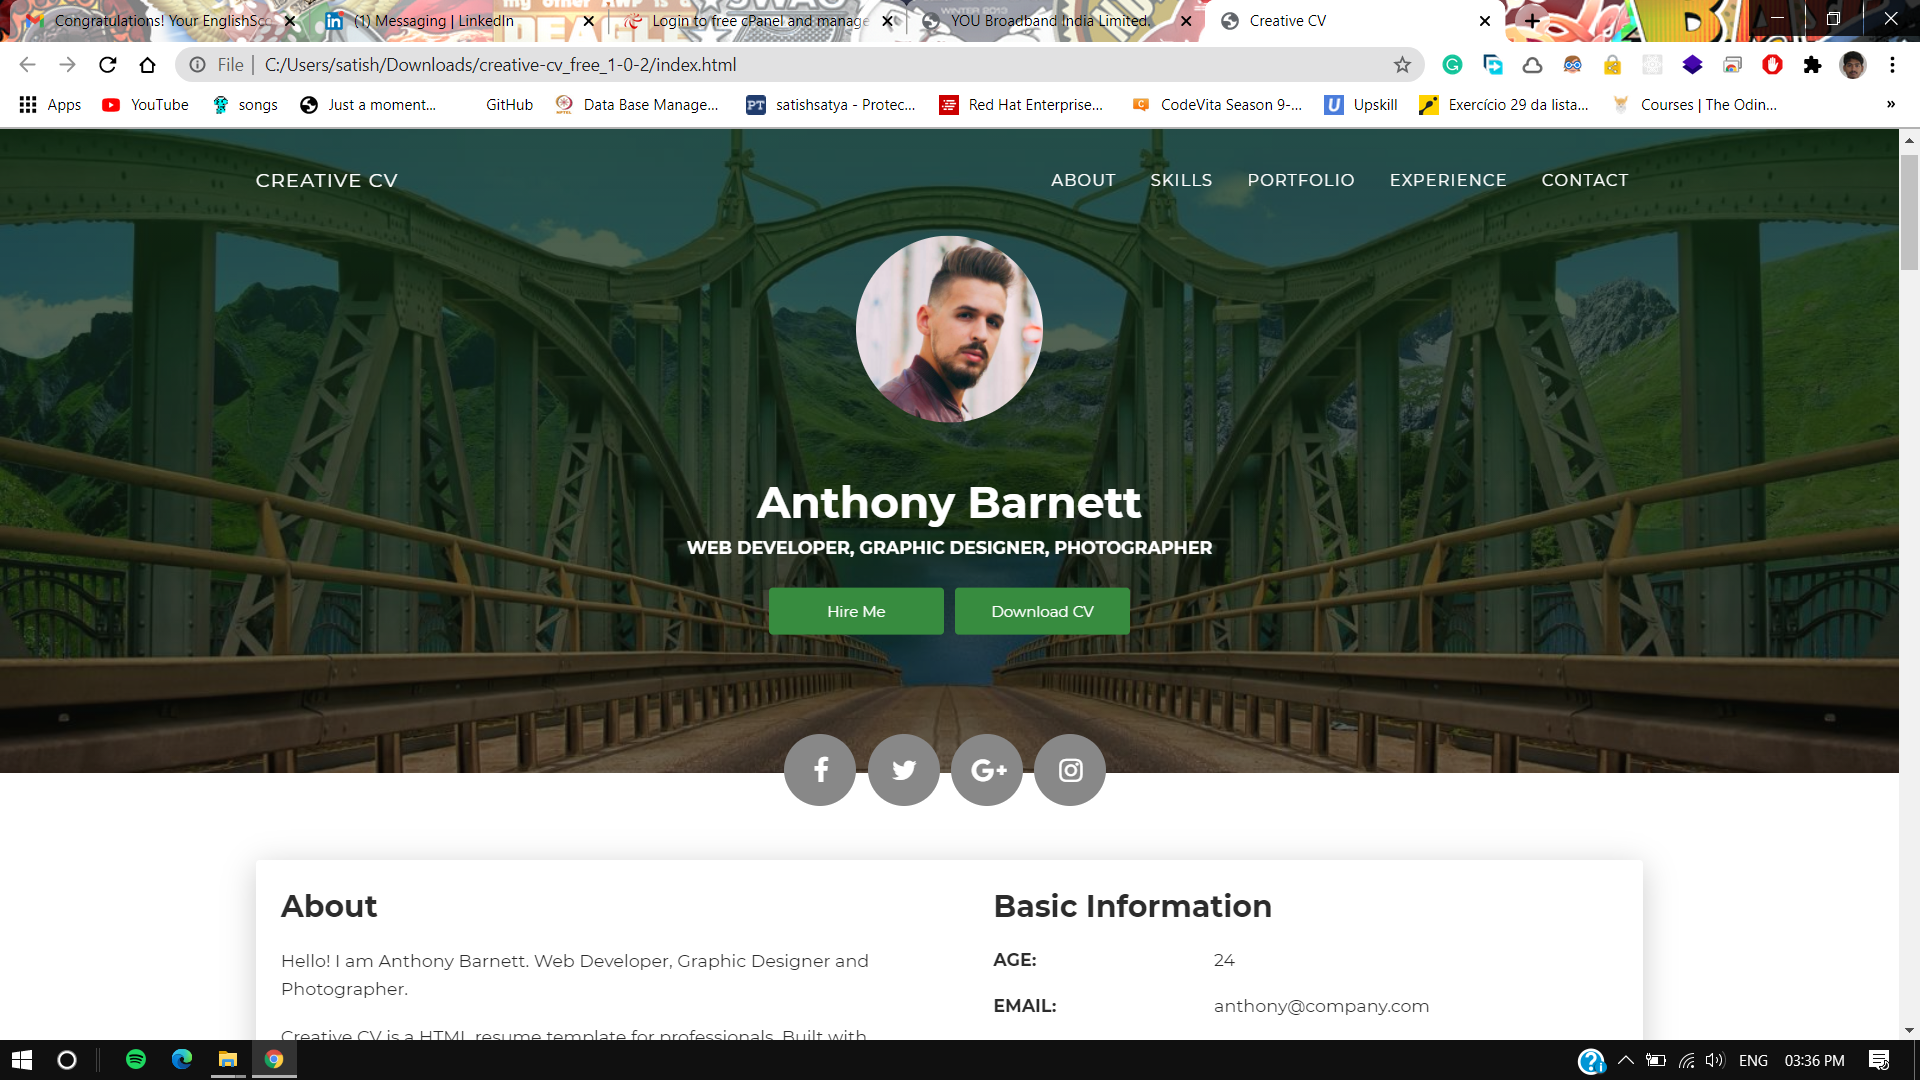 Congratulations! Your EnglishSco
(1) Messaging | LinkedIn
Login to free cPanel and manage
YOU Broadband India Limited.
Creative CV
File | C:/Users/satish/Downloads/creative-cv_free_1-0-2/index.html
Apps
YouTube
songs
Just a moment...
GitHub
Data Base Manage...
satishsatya - Protec...
Red Hat Enterprise...
CodeVita Season 9-...
Upskill
Exercício 29 da lista...
Courses | The Odin...
»
CREATIVE CV
ABOUT
SKILLS
PORTFOLIO
EXPERIENCE
CONTACT
Anthony Barnett
WEB DEVELOPER, GRAPHIC DESIGNER, PHOTOGRAPHER
Hire Me
Download CV
About
Hello! I am Anthony Barnett. Web Developer, Graphic Designer and
Photographer.
Creative CV is a HTML resume template for professionals. Built with
Basic Information
AGE: 24
EMAIL: anthony@company.com
ENG
03:36 PM